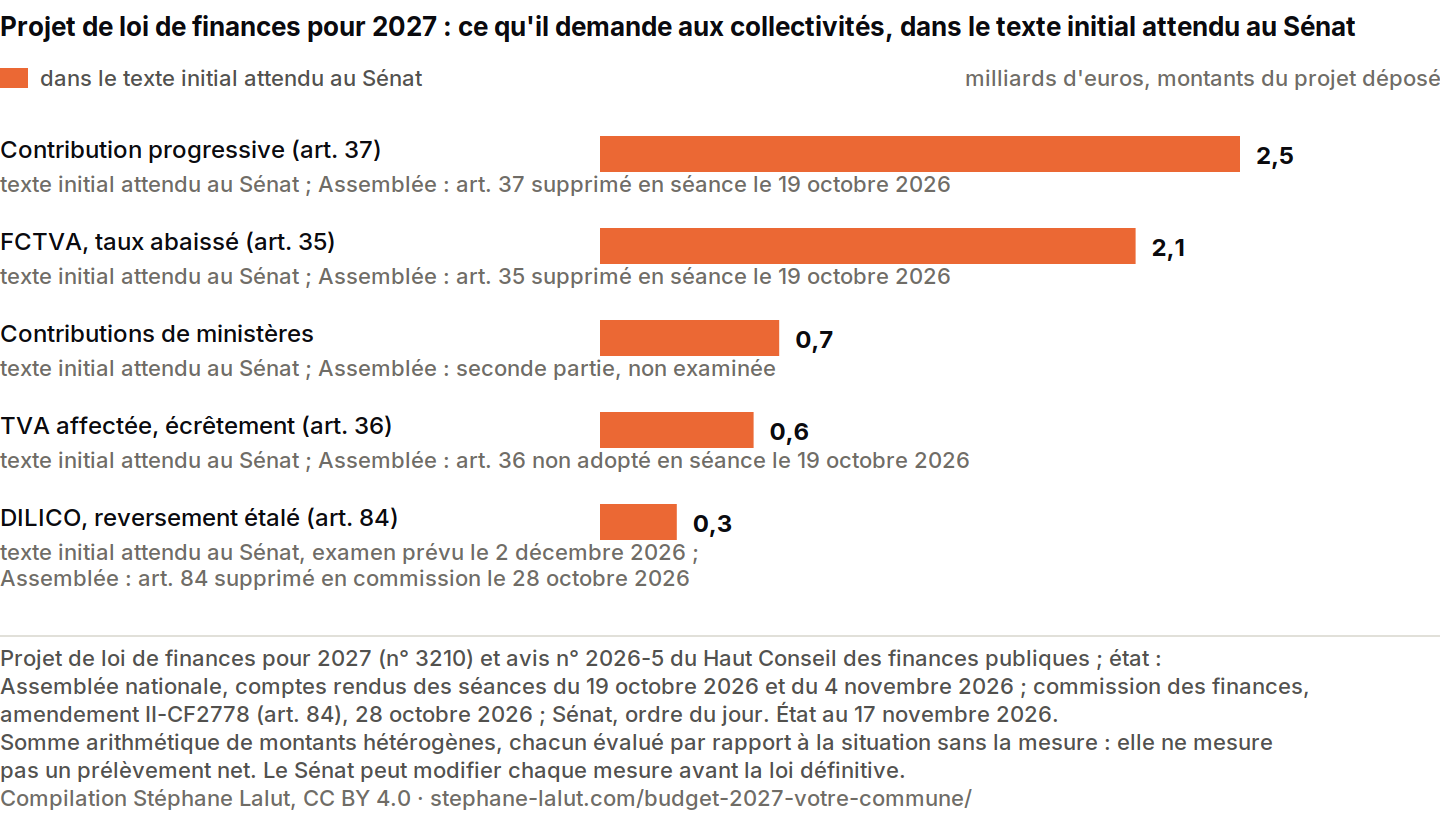 Projet de loi de finances pour 2027 : ce qu'il demande aux collectivités, dans le texte initial attendu au Sénat
dans le texte initial attendu au Sénat
milliards d'euros, montants du projet déposé
Contribution progressive (art. 37)
2,5
texte initial attendu au Sénat ; Assemblée : art. 37 supprimé en séance le 19 octobre 2026
FCTVA, taux abaissé (art. 35)
2,1
texte initial attendu au Sénat ; Assemblée : art. 35 supprimé en séance le 19 octobre 2026
Contributions de ministères
0,7
texte initial attendu au Sénat ; Assemblée : seconde partie, non examinée
TVA affectée, écrêtement (art. 36)
0,6
texte initial attendu au Sénat ; Assemblée : art. 36 non adopté en séance le 19 octobre 2026
DILICO, reversement étalé (art. 84)
0,3
texte initial attendu au Sénat, examen prévu le 2 décembre 2026 ;
Assemblée : art. 84 supprimé en commission le 28 octobre 2026
Projet de loi de finances pour 2027 (n° 3210) et avis n° 2026-5 du Haut Conseil des finances publiques ; état :
Assemblée nationale, comptes rendus des séances du 19 octobre 2026 et du 4 novembre 2026 ; commission des finances,
amendement II-CF2778 (art. 84), 28 octobre 2026 ; Sénat, ordre du jour. État au 17 novembre 2026.
Somme arithmétique de montants hétérogènes, chacun évalué par rapport à la situation sans la mesure : elle ne mesure
pas un prélèvement net. Le Sénat peut modifier chaque mesure avant la loi définitive.
Compilation Stéphane Lalut, CC BY 4.0 · stephane-lalut.com/budget-2027-votre-commune/